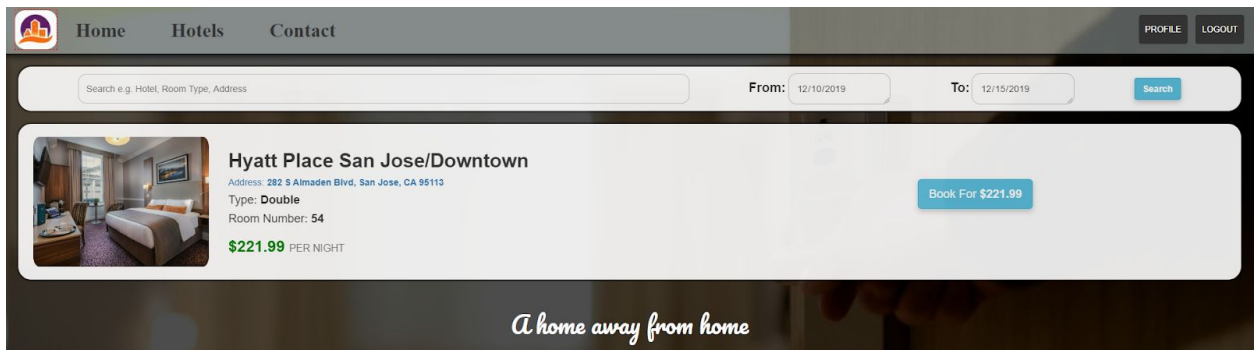 Home Hotels Contact PROFILE LOGOUT
Search e.g. Hotel, Room Type, Address From: 12/10/2019 To: 12/15/2019 Search
Hyatt Place San Jose/Downtown
Address: 282 S Almaden Blvd, San Jose, CA 95113
Type: Double
Room Number: 54
$221.99 PER NIGHT
Book For $221.99
A home away from home